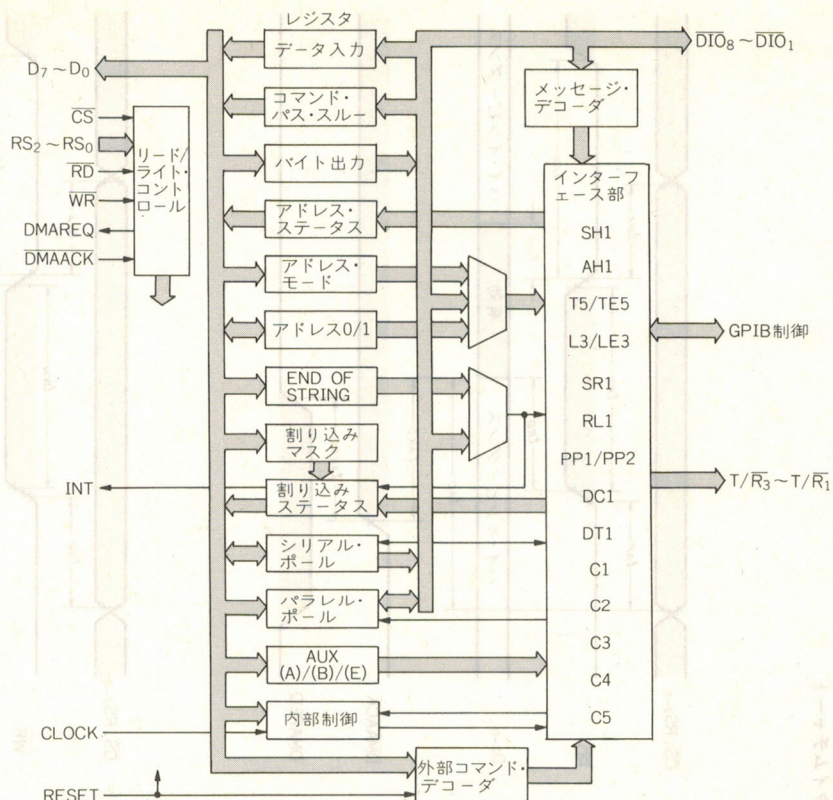 レジスタ
データ入力
コマンド・
パス・スルー
バイト出力
アドレス・
ステータス
アドレス・
モード
アドレス0/1
END OF
STRING
割り込み
マスク
割り込み
ステータス
シリアル・
ポール
パラレル・
ポール
AUX
(A)/(B)/(E)
内部制御
外部コマンド・
デコーダ
D₇～D₀
C̅S̅
RS₂～RS₀
R̅D̅
W̅R̅
DMAREQ
D̅M̅A̅A̅C̅K̅
リード/
ライト・
コント
ロール
INT
CLOCK
RESET
D̅I̅O̅₈～D̅I̅O̅₁
メッセージ・
デコーダ
インターフ
ェース部
SH1
AH1
T5/TE5
L3/LE3
SR1
RL1
PP1/PP2
DC1
DT1
C1
C2
C3
C4
C5
GPIB制御
T/R̅₃～T/R̅₁